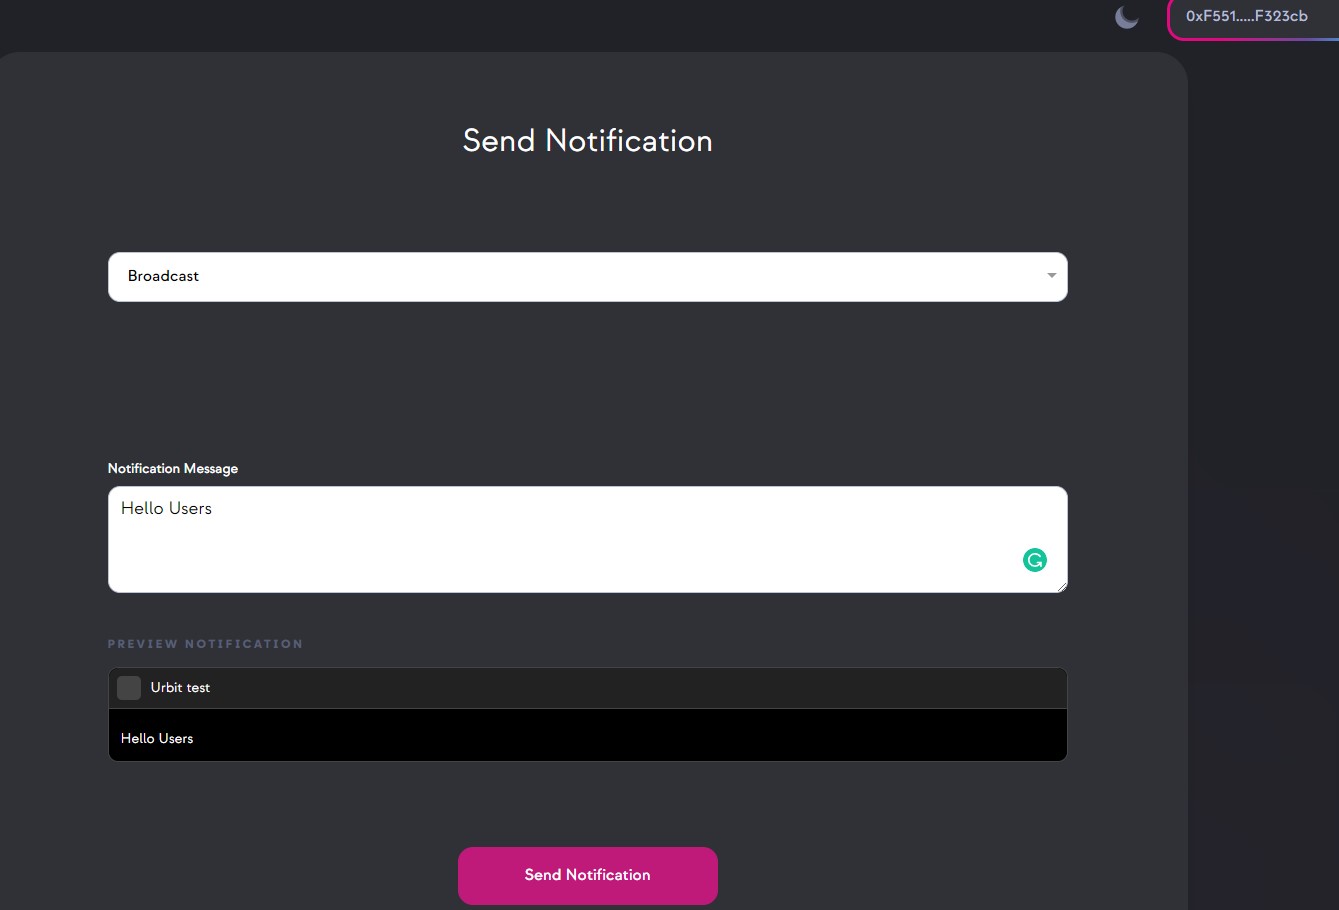 0xF551.....F323cb
Send Notification
Broadcast
Notification Message
Hello Users
PREVIEW NOTIFICATION
Urbit test
Hello Users
Send Notification